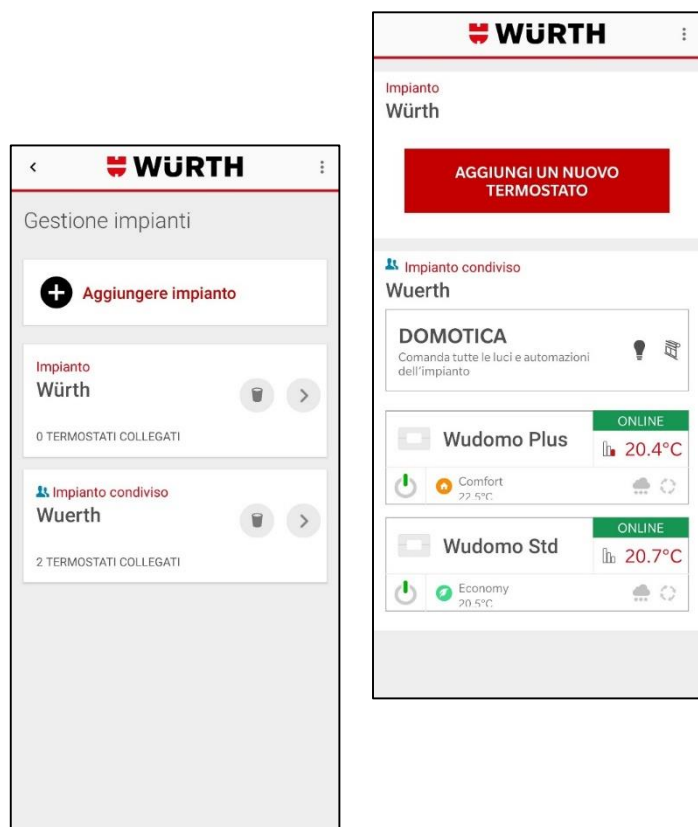 WÜRTH
Gestione impianti
Aggiungere impianto
Impianto
Würth
0 TERMOSTATI COLLEGATI
Impianto condiviso
Wuerth
2 TERMOSTATI COLLEGATI
WÜRTH
Impianto
Würth
AGGIUNGI UN NUOVO
TERMOSTATO
Impianto condiviso
Wuerth
DOMOTICA
Comanda tutte le luci e automazioni
dell'impianto
Wudomo Plus
ONLINE
20.4°C
Comfort
22.5°C
Wudomo Std
ONLINE
20.7°C
Economy
20.5°C